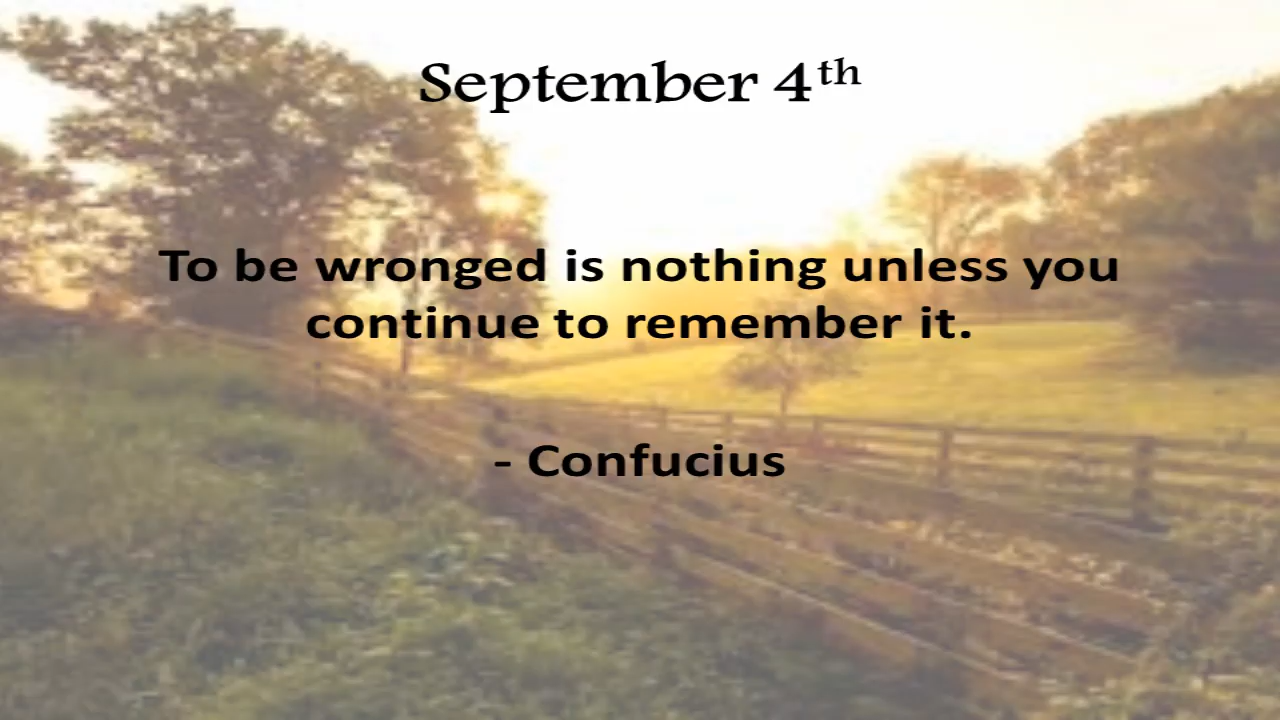 September 4th
To be wronged is nothing unless you
continue to remember it.
- Confucius